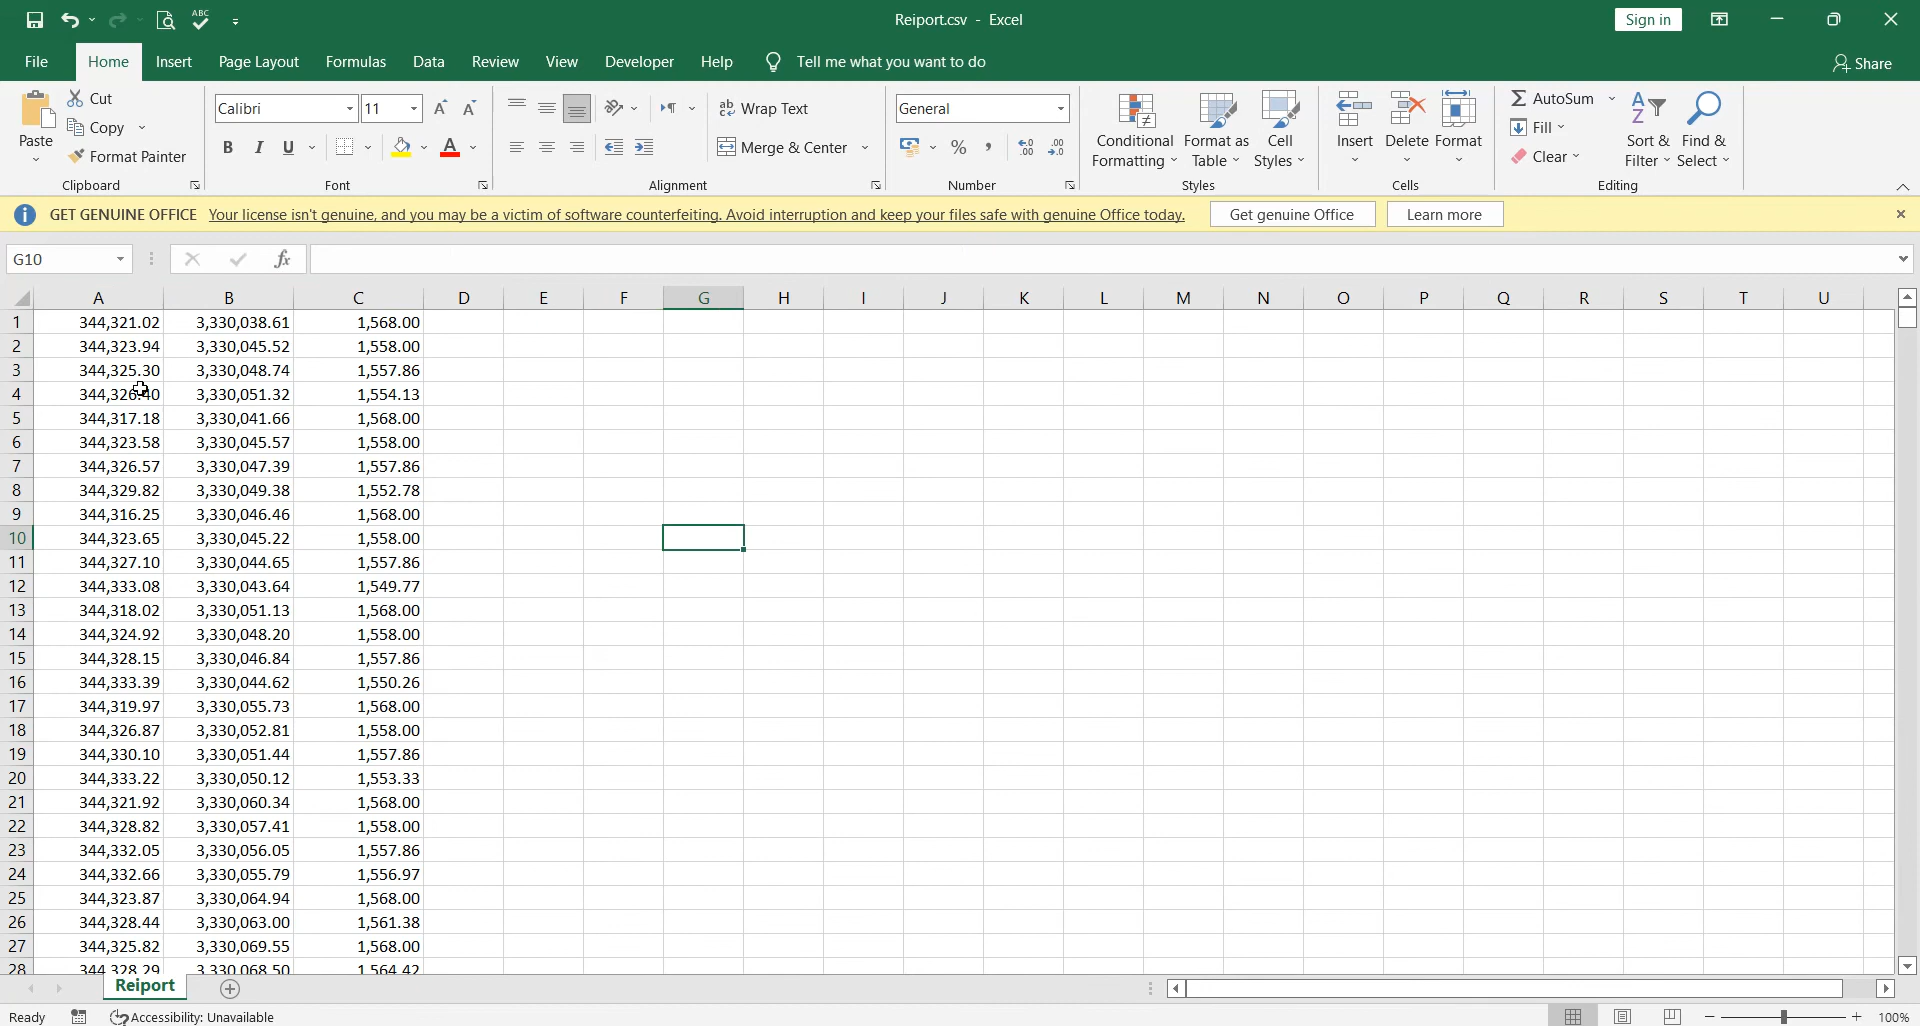 ABC
Reiport.csv - Excel
Sign in
File Home Insert Page Layout Formulas Data Review View Developer Help Tell me what you want to do Share
Paste
Cut
Copy
Format Painter
Clipboard
Calibri 11
B I U A
Font
ab Wrap Text
Merge & Center
Alignment
General
% ,
Number
Conditional Formatting
Format as Table
Cell Styles
Styles
Insert Delete Format
Cells
AutoSum
Fill
Clear
Sort & Filter
Find & Select
Editing
GET GENUINE OFFICE Your license isn't genuine, and you may be a victim of software counterfeiting. Avoid interruption and keep your files safe with genuine Office today. Get genuine Office Learn more
G10 fx
A B C D E F G H I J K L M N O P Q R S T U
1 344,321.02 3,330,038.61 1,568.00
2 344,323.94 3,330,045.52 1,558.00
3 344,325.30 3,330,048.74 1,557.86
4 344,326.40 3,330,051.32 1,554.13
5 344,317.18 3,330,041.66 1,568.00
6 344,323.58 3,330,045.57 1,558.00
7 344,326.57 3,330,047.39 1,557.86
8 344,329.82 3,330,049.38 1,552.78
9 344,316.25 3,330,046.46 1,568.00
10 344,323.65 3,330,045.22 1,558.00
11 344,327.10 3,330,044.65 1,557.86
12 344,333.08 3,330,043.64 1,549.77
13 344,318.02 3,330,051.13 1,568.00
14 344,324.92 3,330,048.20 1,558.00
15 344,328.15 3,330,046.84 1,557.86
16 344,333.39 3,330,044.62 1,550.26
17 344,319.97 3,330,055.73 1,568.00
18 344,326.87 3,330,052.81 1,558.00
19 344,330.10 3,330,051.44 1,557.86
20 344,333.22 3,330,050.12 1,553.33
21 344,321.92 3,330,060.34 1,568.00
22 344,328.82 3,330,057.41 1,558.00
23 344,332.05 3,330,056.05 1,557.86
24 344,332.66 3,330,055.79 1,556.97
25 344,323.87 3,330,064.94 1,568.00
26 344,328.44 3,330,063.00 1,561.38
27 344,325.82 3,330,069.55 1,568.00
28 344,328.29 3,330,068.50 1,564.42
Reiport
Ready Accessibility: Unavailable 100%